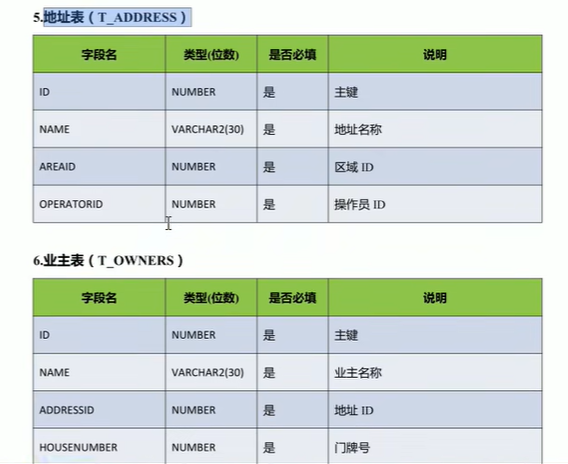 5.地址表（T_ADDRESS）
字段名 类型(位数) 是否必填 说明
ID NUMBER 是 主键
NAME VARCHAR2(30) 是 地址名称
AREAID NUMBER 是 区域 ID
OPERATORID NUMBER 是 操作员 ID
6.业主表（T_OWNERS）
字段名 类型(位数) 是否必填 说明
ID NUMBER 是 主键
NAME VARCHAR2(30) 是 业主名称
ADDRESSID NUMBER 是 地址 ID
HOUSENUMBER NUMBER 是 门牌号